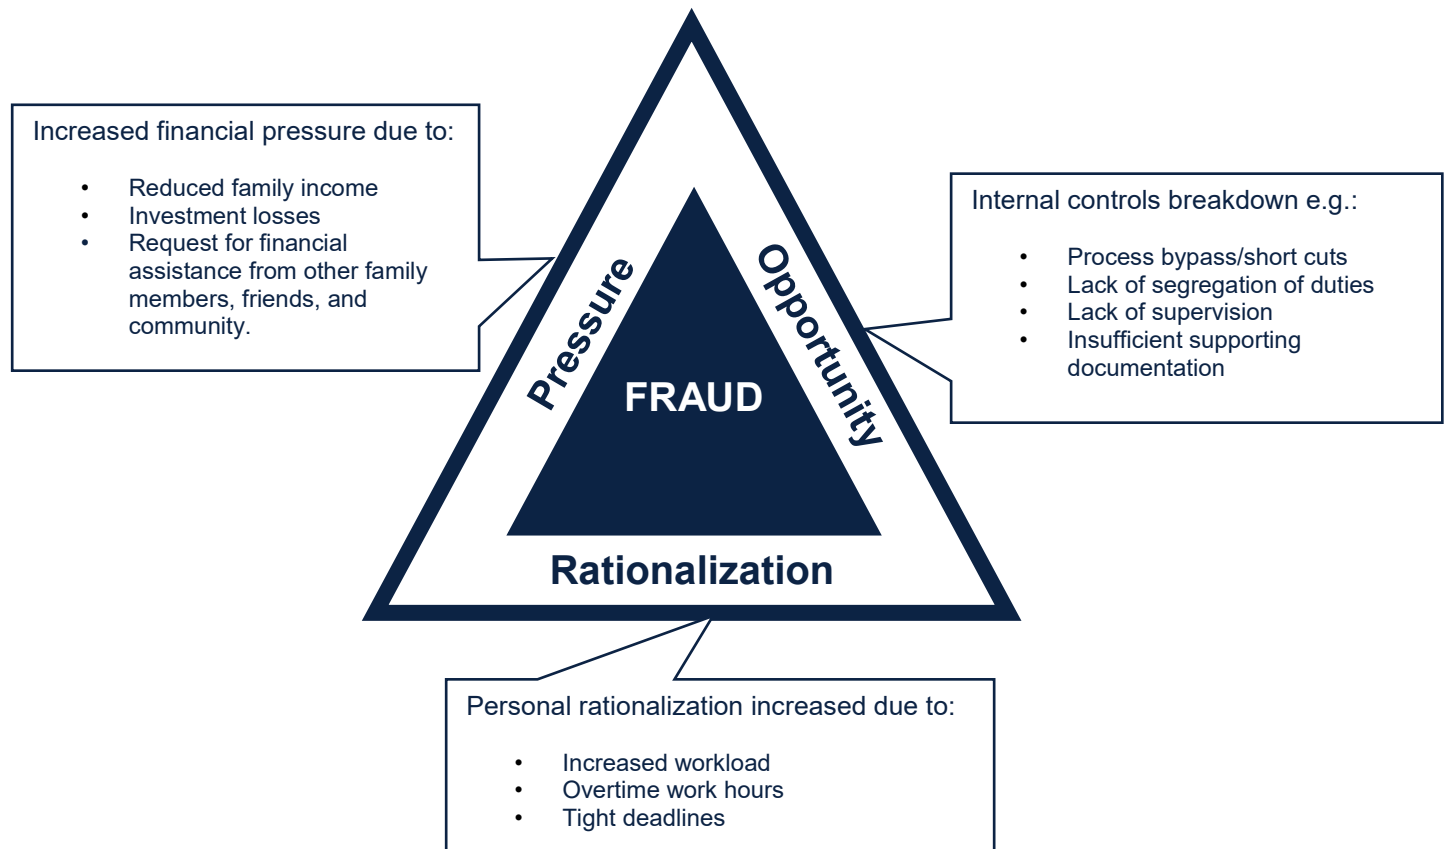 Increased financial pressure due to:
• Reduced family income
• Investment losses
• Request for financial
assistance from other family
members, friends, and
community.
Pressure
Opportunity
FRAUD
Rationalization
Internal controls breakdown e.g.:
• Process bypass/short cuts
• Lack of segregation of duties
• Lack of supervision
• Insufficient supporting
documentation
Personal rationalization increased due to:
• Increased workload
• Overtime work hours
• Tight deadlines